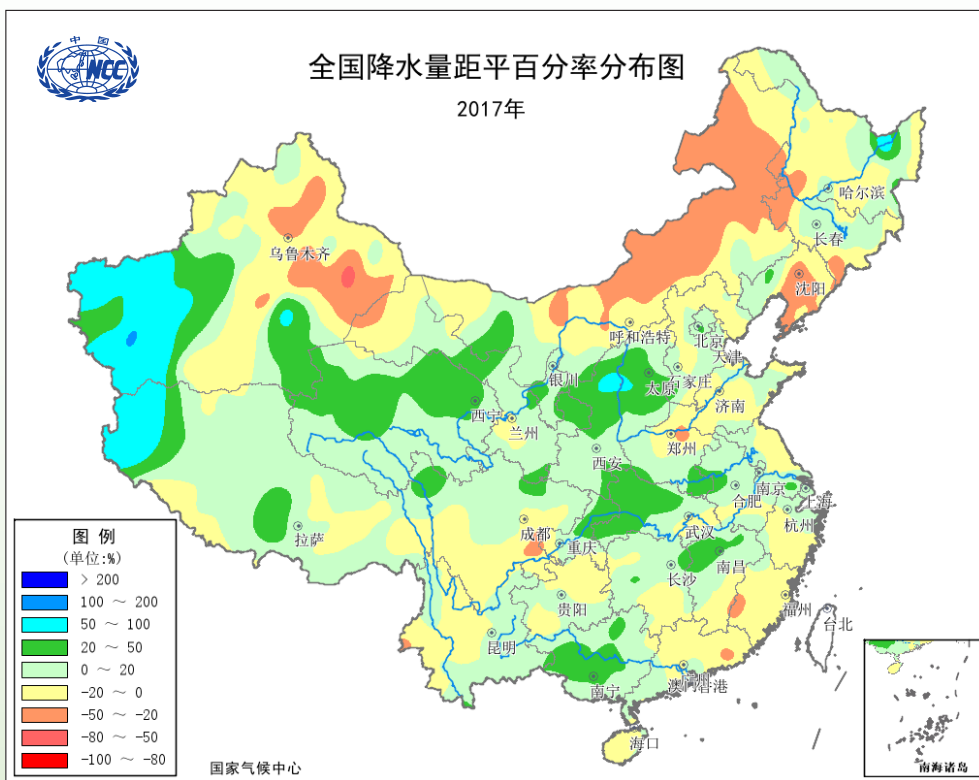 中国
NCC
全国降水量距平百分率分布图
2017年
哈尔滨
长春
乌鲁木齐
沈阳
呼和浩特
北京
天津
银川
太原
石家庄
西宁
济南
兰州
郑州
西安
南京
合肥
上海
成都
武汉
杭州
拉萨
重庆
南昌
长沙
贵阳
福州
台北
昆明
南宁
广州
澳门
香港
海口
图例
(单位:%)
> 200
100 ~ 200
50 ~ 100
20 ~ 50
0 ~ 20
-20 ~ 0
-50 ~ -20
-80 ~ -50
-100 ~ -80
国家气候中心
南海诸岛